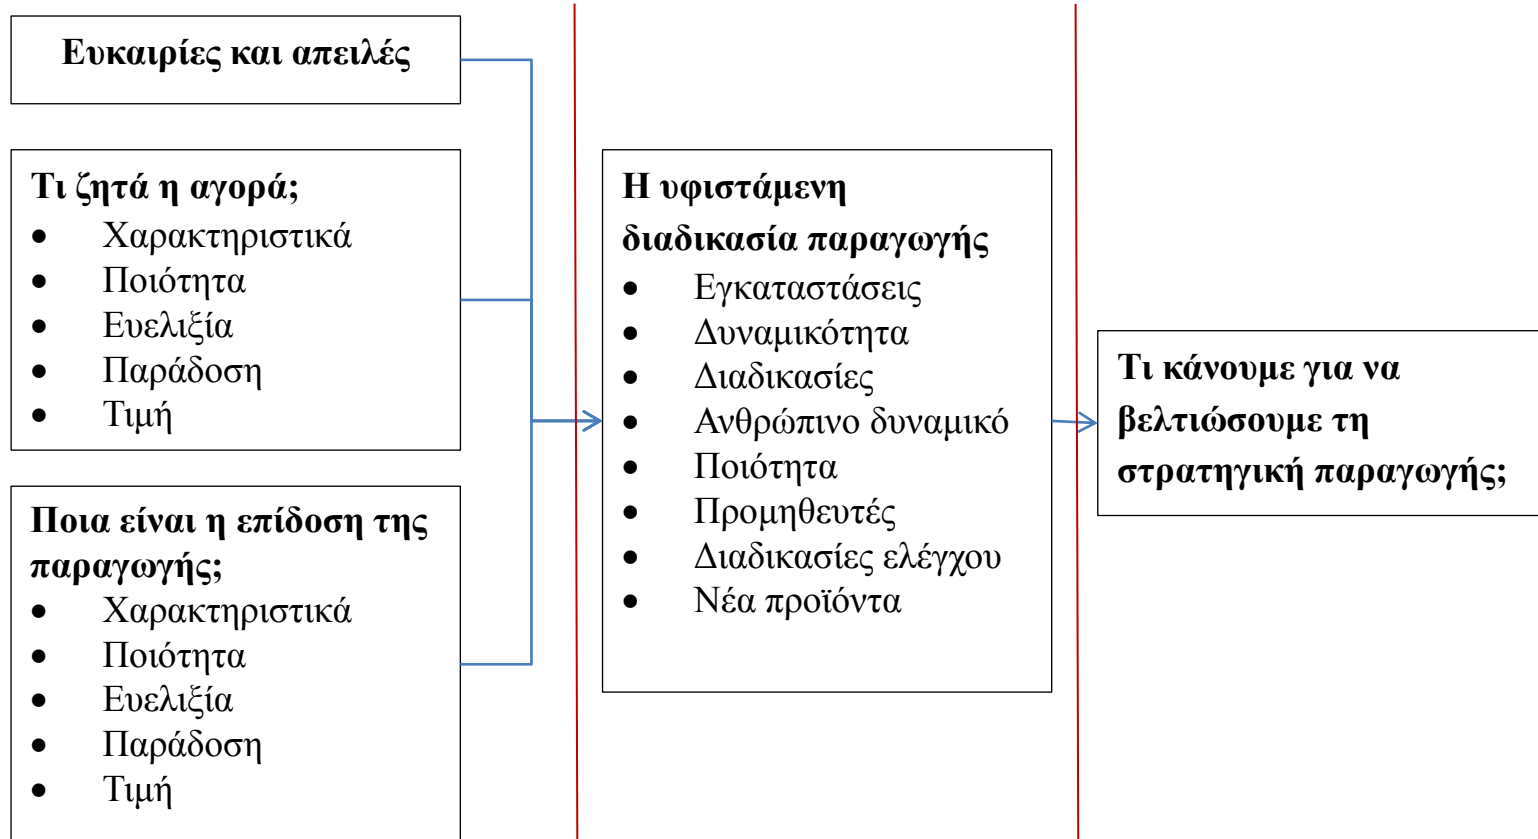 Ευκαιρίες και απειλές
Τι ζητά η αγορά;
• Χαρακτηριστικά
• Ποιότητα
• Ευελιξία
• Παράδοση
• Τιμή
Ποια είναι η επίδοση της
παραγωγής;
• Χαρακτηριστικά
• Ποιότητα
• Ευελιξία
• Παράδοση
• Τιμή
Η υφιστάμενη
διαδικασία παραγωγής
• Εγκαταστάσεις
• Δυναμικότητα
• Διαδικασίες
• Ανθρώπινο δυναμικό
• Ποιότητα
• Προμηθευτές
• Διαδικασίες ελέγχου
• Νέα προϊόντα
Τι κάνουμε για να
βελτιώσουμε τη
στρατηγική παραγωγής;